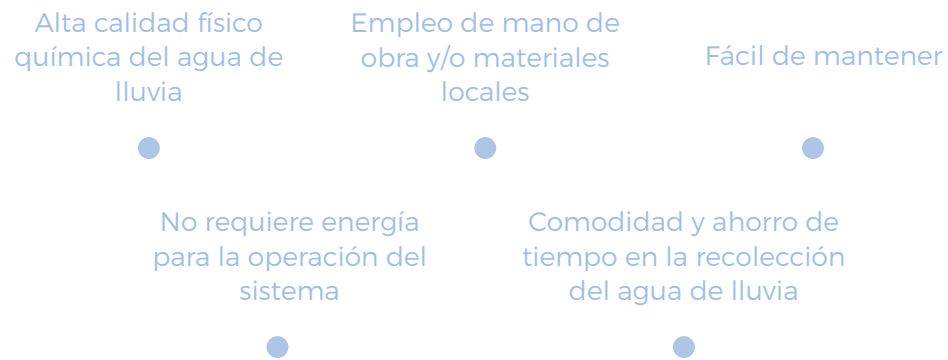 Alta calidad físico
química del agua de
lluvia
Empleo de mano de
obra y/o materiales
locales
Fácil de mantener
No requiere energía
para la operación del
sistema
Comodidad y ahorro de
tiempo en la recolección
del agua de lluvia